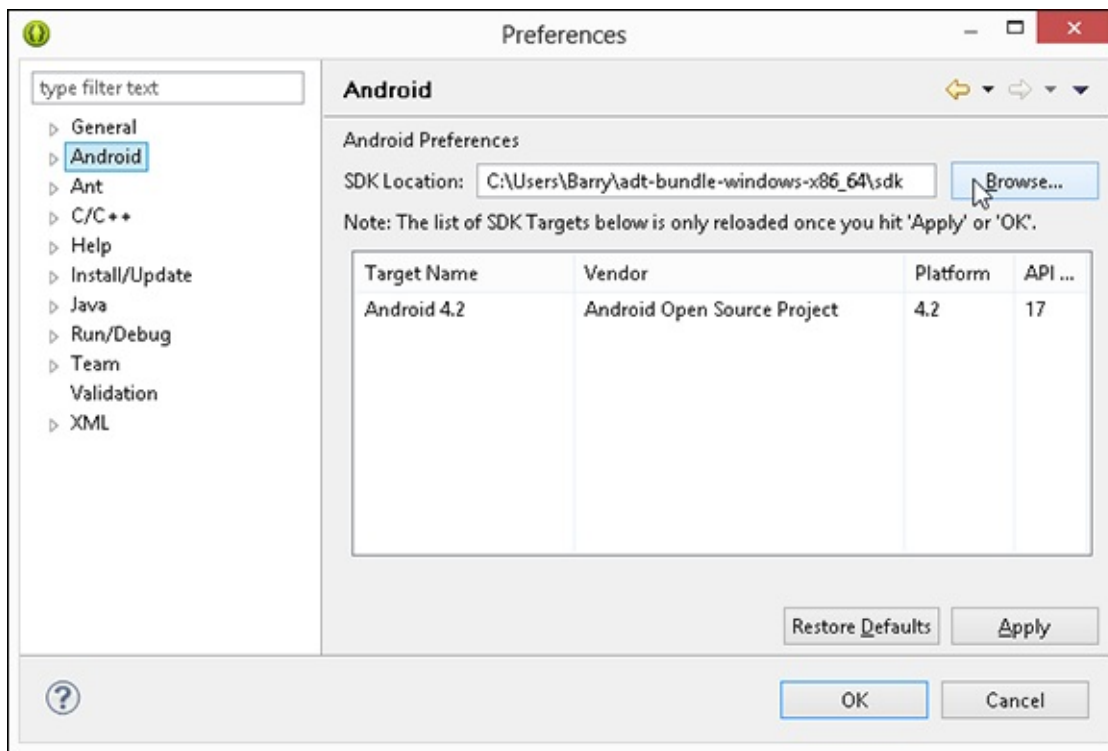 Preferences
type filter text
General
Android
Ant
C/C++
Help
Install/Update
Java
Run/Debug
Team
Validation
XML
Android
Android Preferences
SDK Location: C:\Users\Barry\adt-bundle-windows-x86_64\sdk Browse...
Note: The list of SDK Targets below is only reloaded once you hit 'Apply' or 'OK'.
Target Name Vendor Platform API ...
Android 4.2 Android Open Source Project 4.2 17
Restore Defaults Apply
? OK Cancel